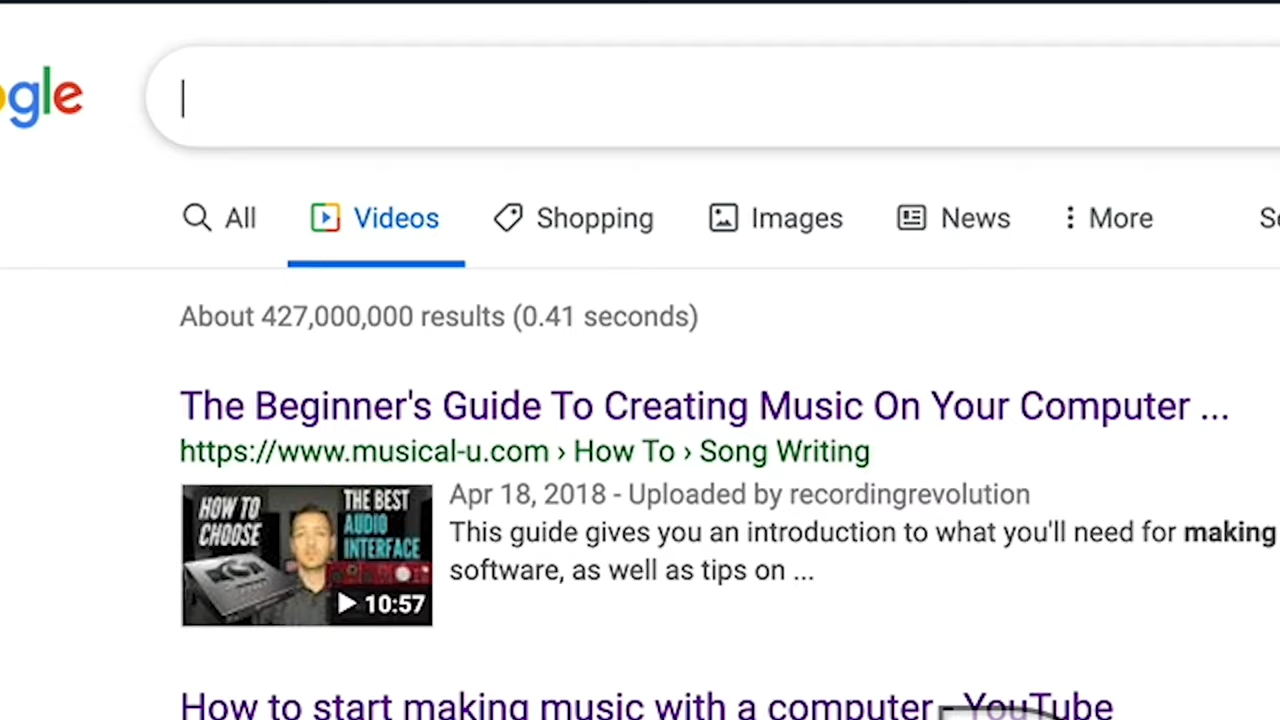 ogle
All Videos Shopping Images News More
About 427,000,000 results (0.41 seconds)
The Beginner's Guide To Creating Music On Your Computer ...
https://www.musical-u.com › How To › Song Writing
HOW TO CHOOSE
THE BEST AUDIO INTERFACE
10:57
Apr 18, 2018 - Uploaded by recordingrevolution
This guide gives you an introduction to what you'll need for making
software, as well as tips on ...
How to start making music with a computer - YouTube